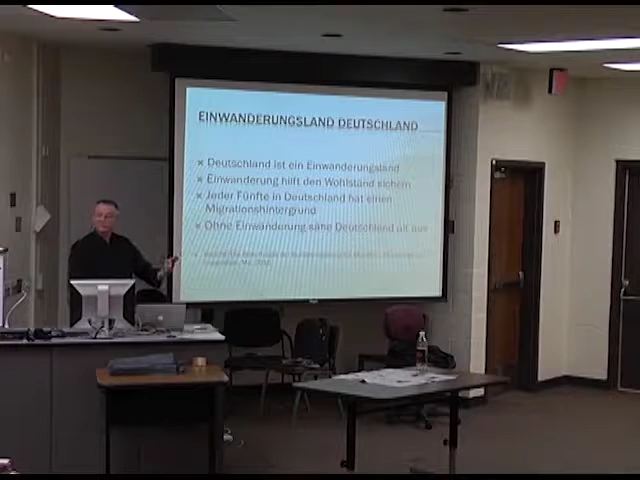 EINWANDERUNGSLAND DEUTSCHLAND
Deutschland ist ein Einwanderungsland
Einwanderung hilft den Wohlstand sichern
Jeder Fünfte in Deutschland hat einen
Migrationshintergrund
Ohne Einwanderung sähe Deutschland alt aus